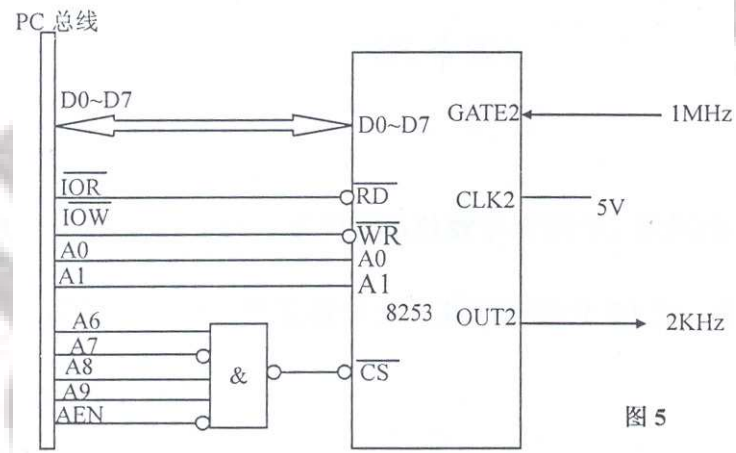 PC 总线
D0~D7
D0~D7
GATE2
1MHz
IOR
RD
CLK2
5V
IOW
WR
A0
A0
A1
A1
8253
OUT2
2KHz
A6
A7
A8
&
CS
A9
AEN
图 5